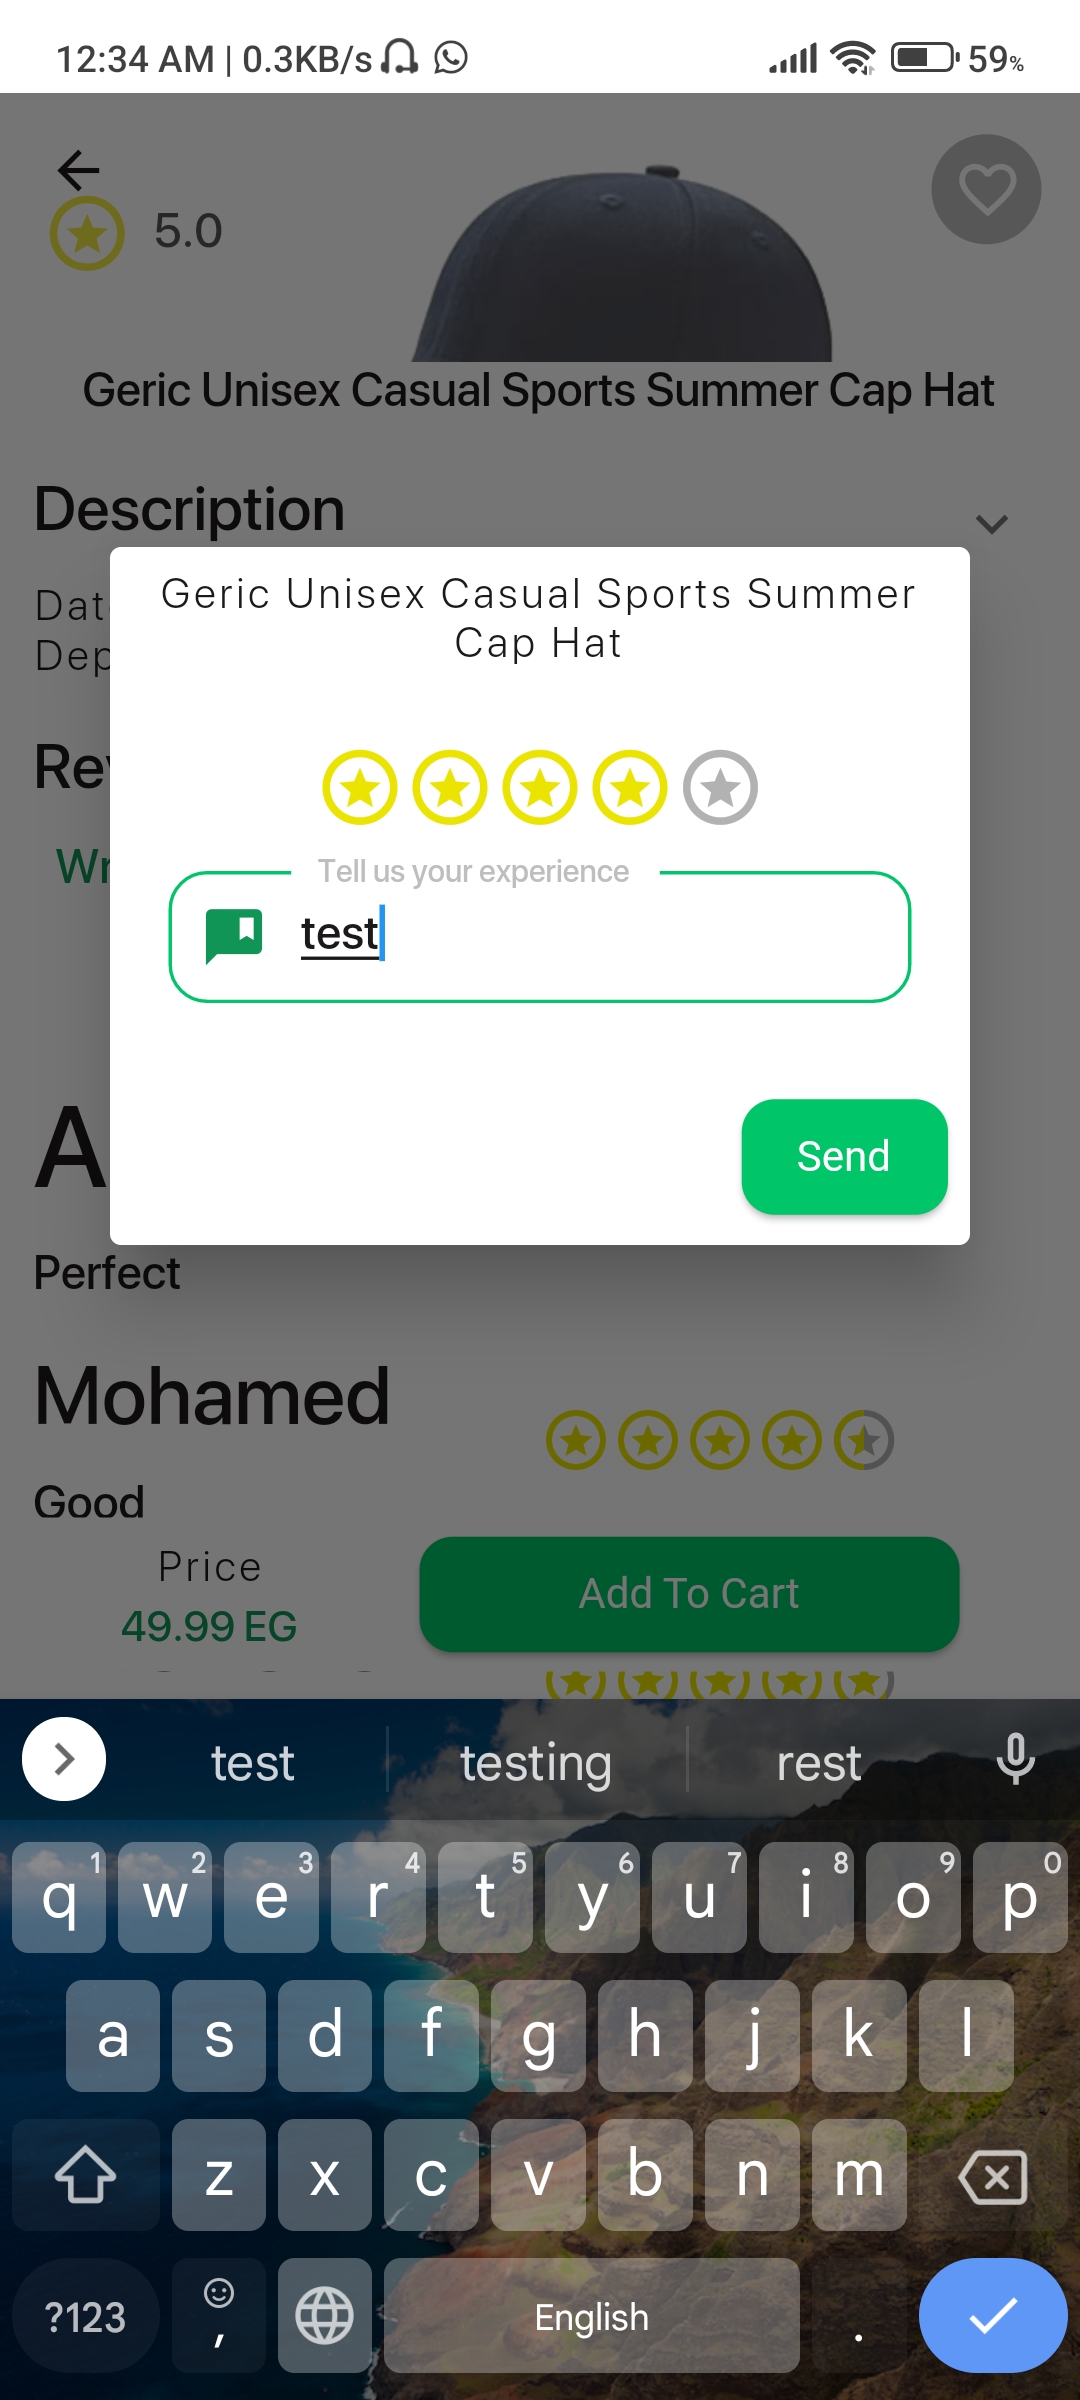 12:34 AM | 0.3KB/s
59%
5.0
Geric Unisex Casual Sports Summer Cap Hat
Description
Geric Unisex Casual Sports Summer
Cap Hat
Dat
Dep
Re
Wr
Tell us your experience
test
A
Send
Perfect
Mohamed
Good
Price
49.99 EG
Add To Cart
test testing rest
1 2 3 4 5 6 7 8 9 0
q w e r t y u i o p
a s d f g h j k l
z x c v b n m
?123 , English .